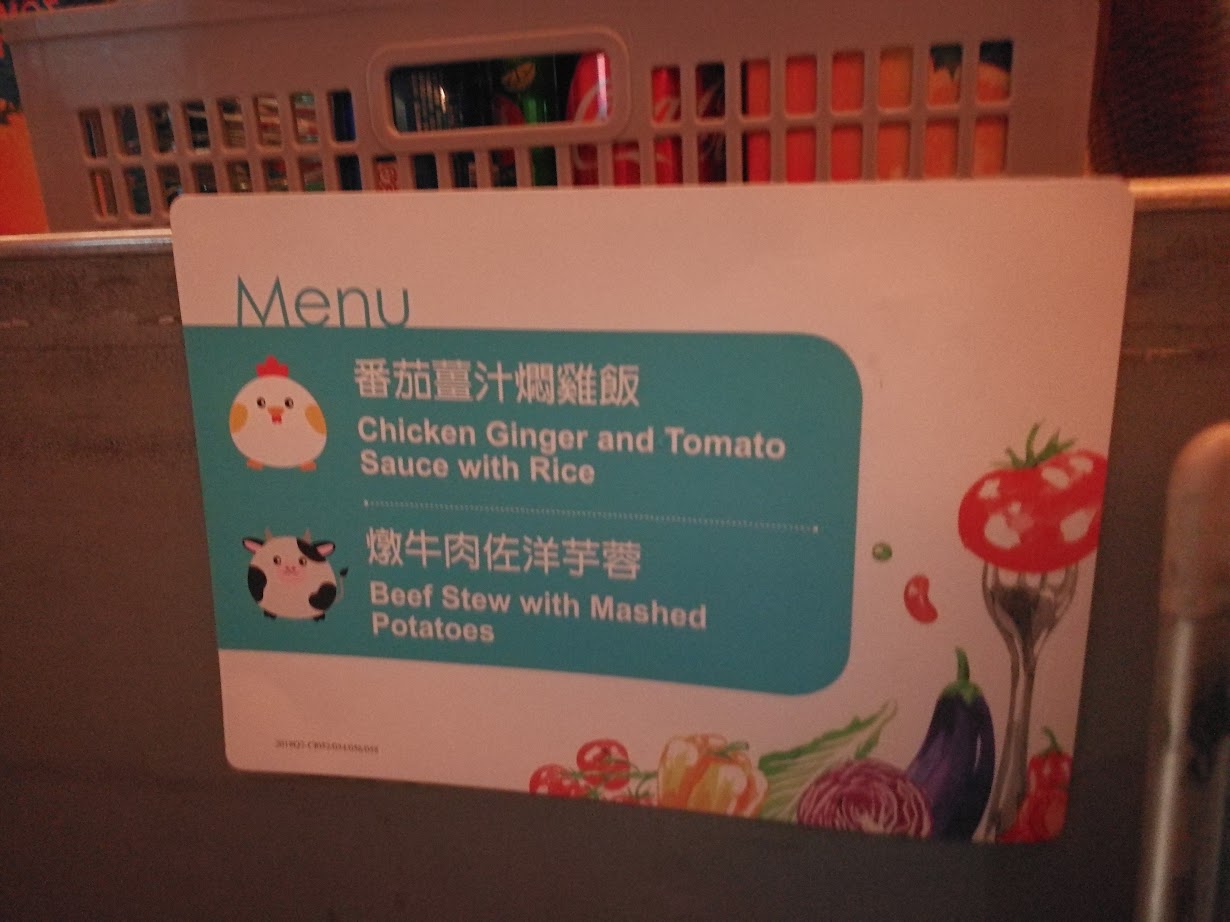 Menu
番茄薑汁燜雞飯
Chicken Ginger and Tomato
Sauce with Rice
燉牛肉佐洋芋蓉
Beef Stew with Mashed
Potatoes